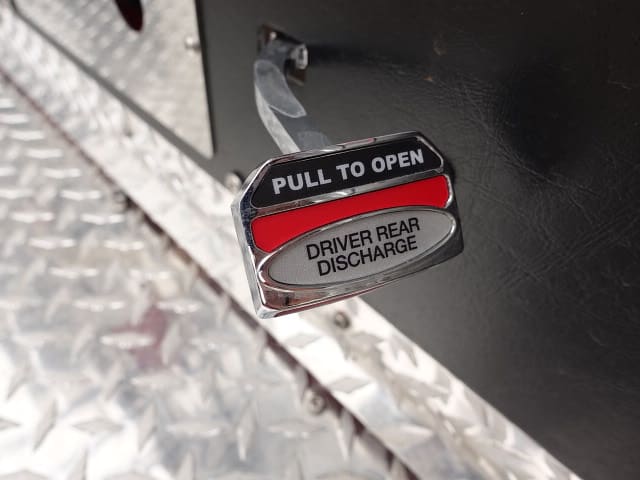 PULL TO OPEN
DRIVER REAR
DISCHARGE